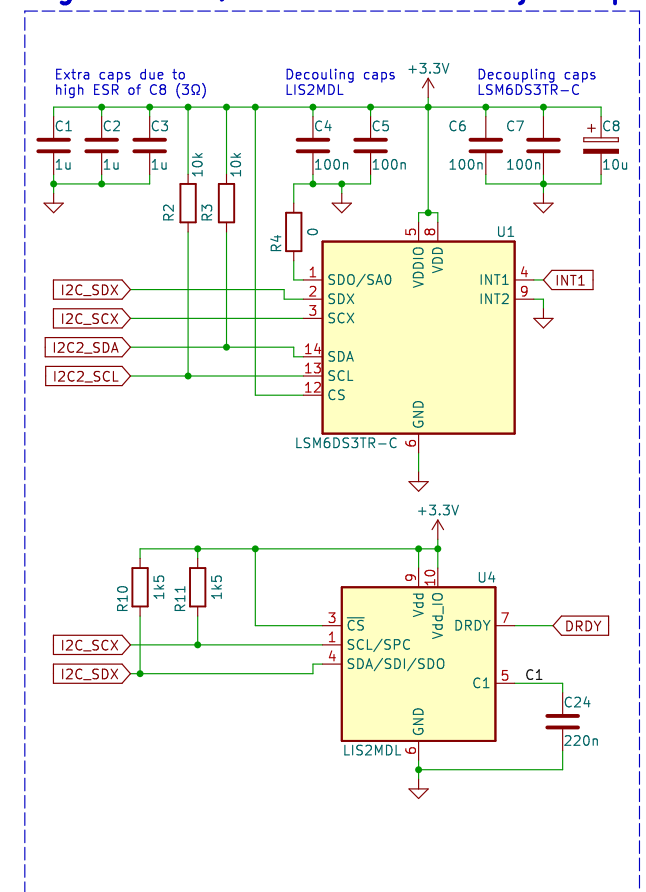 Extra caps due to
high ESR of C8 (3Ω)
Decouling caps
LIS2MDL
+3.3V
Decoupling caps
LSM6DS3TR-C
C1
1u
C2
1u
C3
1u
R2
10k
R3
10k
C4
100n
C5
100n
C6
100n
C7
100n
+
C8
10u
R4
0
U1
5
8
VDDIO
VDD
1
SDO/SA0
2
SDX
3
SCX
14
SDA
13
SCL
12
CS
INT1
4
INT1
INT2
9
GND
6
LSM6DS3TR-C
I2C_SDX
I2C_SCX
I2C2_SDA
I2C2_SCL
+3.3V
R10
1k5
R11
1k5
U4
9
10
Vdd
Vdd_IO
3
CS
1
SCL/SPC
4
SDA/SDI/SDO
DRDY
7
DRDY
C1
5
C1
C24
220n
GND
6
LIS2MDL
I2C_SCX
I2C_SDX